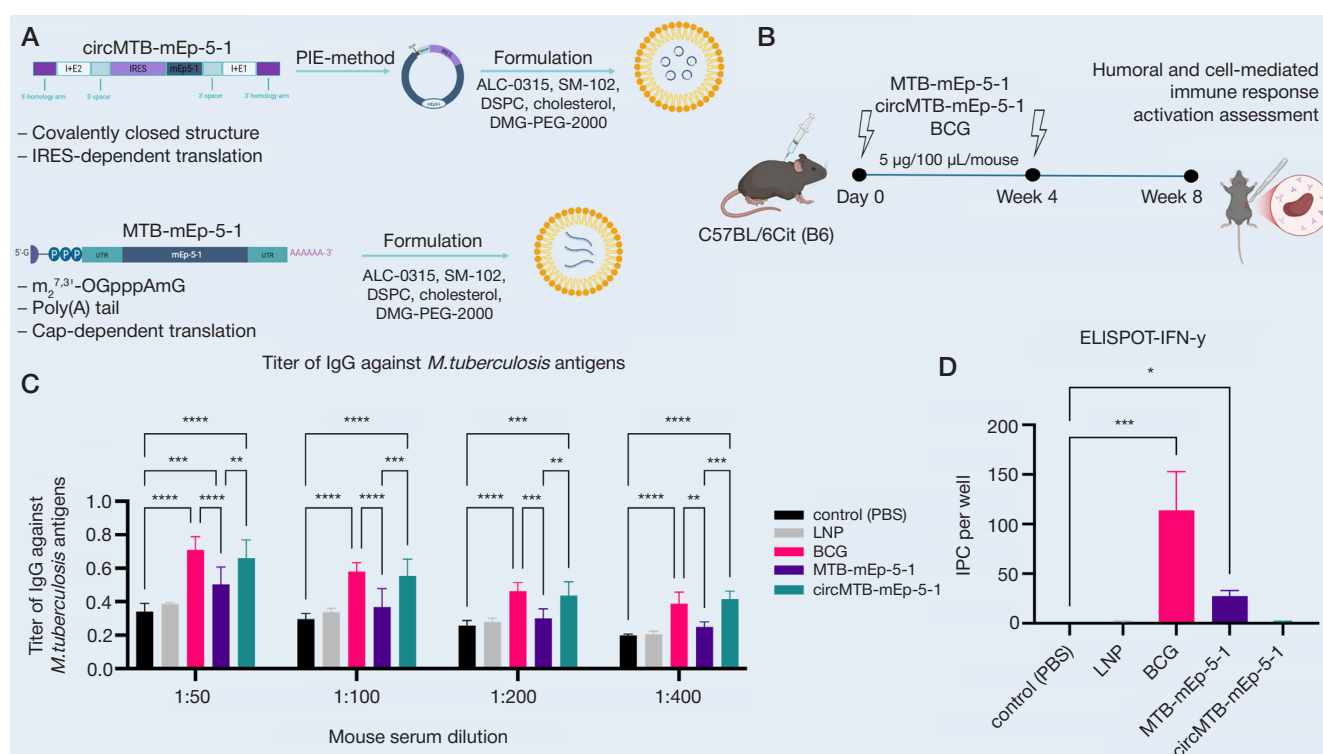 A
circMTB-mEp-5-1
I+E2
IRES
mEp5-1
I+E1
5'-homology arm
5'-spacer
3'-spacer
3'-homology arm
– Covalently closed structure
– IRES-dependent translation
PIE-method
IRES
mEp5-1
Formulation
ALC-0315, SM-102,
DSPC, cholesterol,
DMG-PEG-2000
MTB-mEp-5-1
5'-G
P P P
UTR
mEp-5-1
UTR
AAAAAA-3'
– m₂⁷,³'-OGpppAmG
– Poly(A) tail
– Cap-dependent translation
Formulation
ALC-0315, SM-102,
DSPC, cholesterol,
DMG-PEG-2000
B
MTB-mEp-5-1
circMTB-mEp-5-1
BCG
5 µg/100 µL/mouse
Day 0
Week 4
Week 8
C57BL/6Cit (B6)
Humoral and cell-mediated
immune response
activation assessment
C
Titer of IgG against M.tuberculosis antigens
Titer of IgG against
M.tuberculosis antigens
1.0
0.8
0.6
0.4
0.2
0.0
****
***
**
****
****
****
***
****
****
***
**
****
***
****
***
****
**
1:50
1:100
1:200
1:400
Mouse serum dilution
control (PBS)
LNP
BCG
MTB-mEp-5-1
circMTB-mEp-5-1
D
ELISPOT-IFN-y
*
***
IPC per well
200
150
100
50
0
control (PBS)
LNP
BCG
MTB-mEp-5-1
circMTB-mEp-5-1